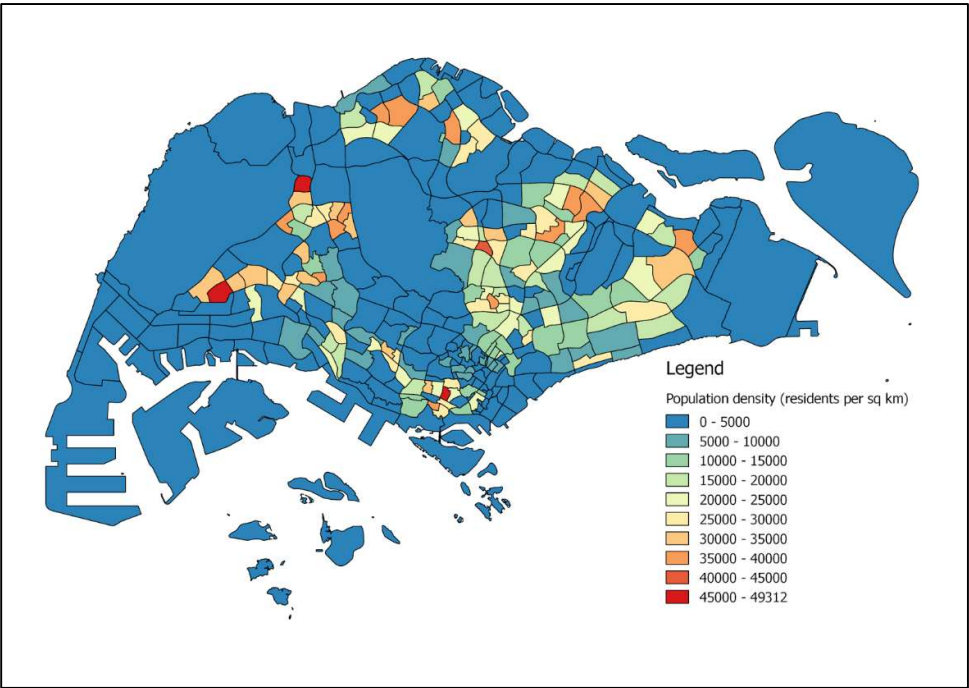 Legend
Population density (residents per sq km)
0 - 5000
5000 - 10000
10000 - 15000
15000 - 20000
20000 - 25000
25000 - 30000
30000 - 35000
35000 - 40000
40000 - 45000
45000 - 49312